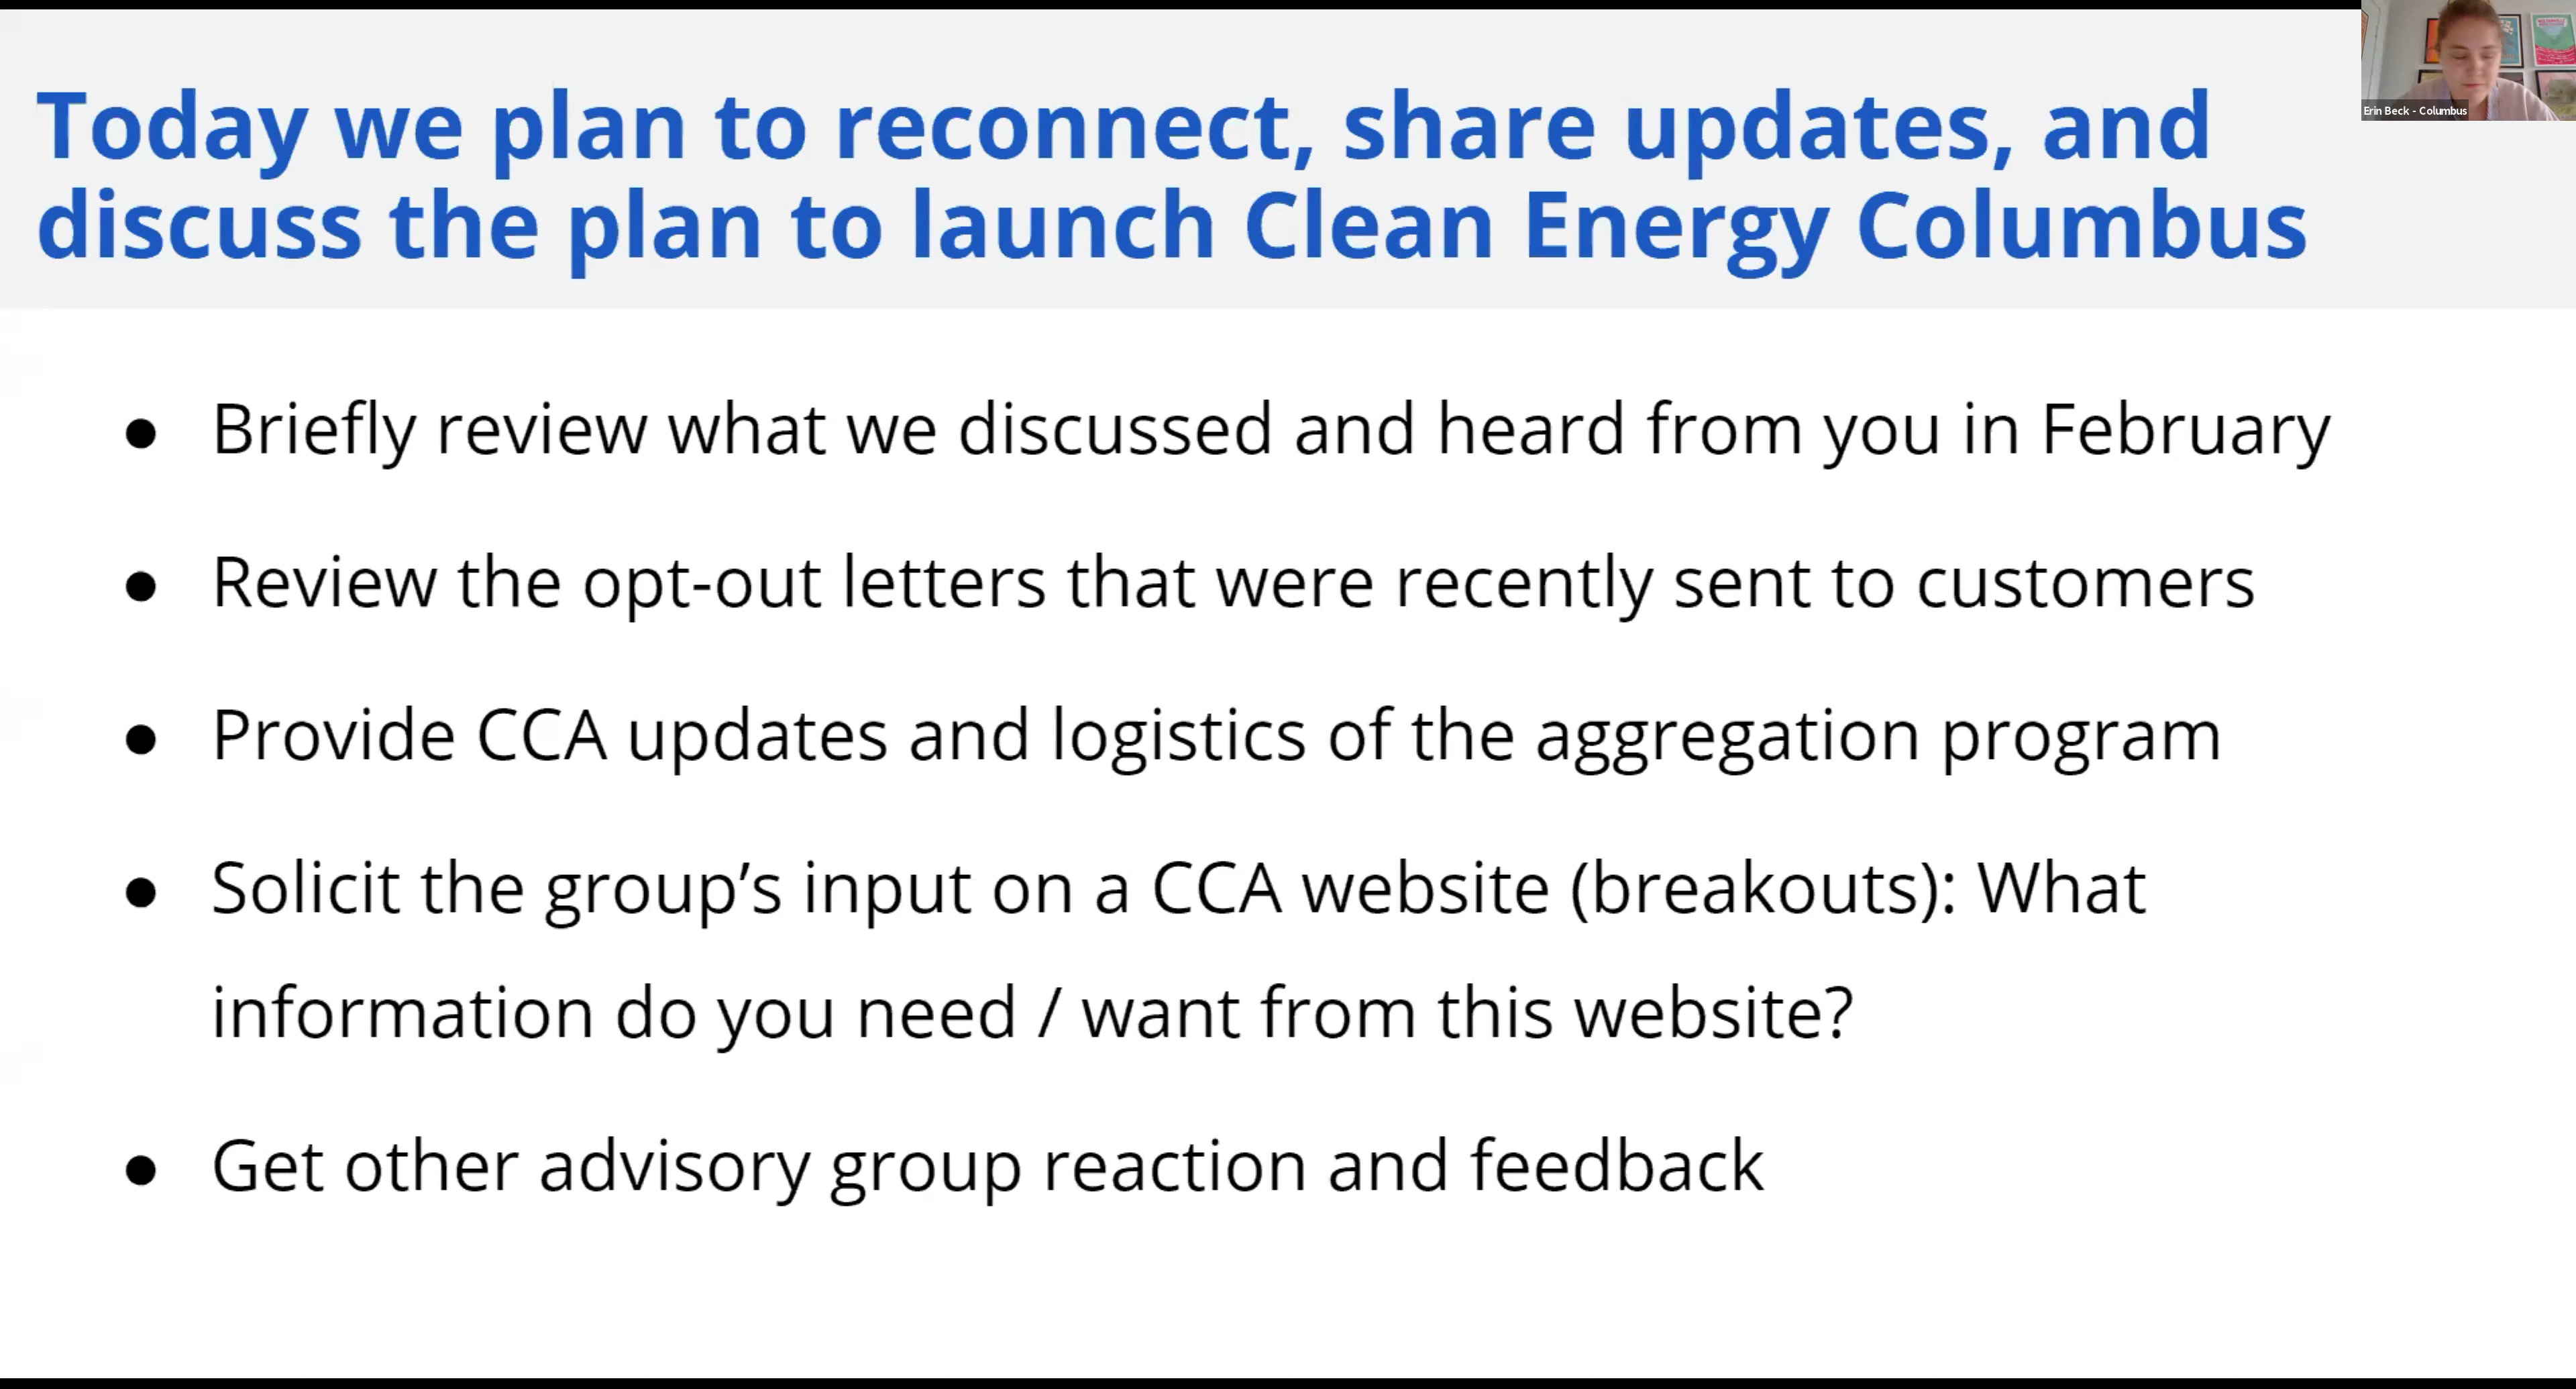 Today we plan to reconnect, share updates, and
discuss the plan to launch Clean Energy Columbus
Erin Beck - Columbus
● Briefly review what we discussed and heard from you in February
● Review the opt-out letters that were recently sent to customers
● Provide CCA updates and logistics of the aggregation program
● Solicit the group’s input on a CCA website (breakouts): What
information do you need / want from this website?
● Get other advisory group reaction and feedback